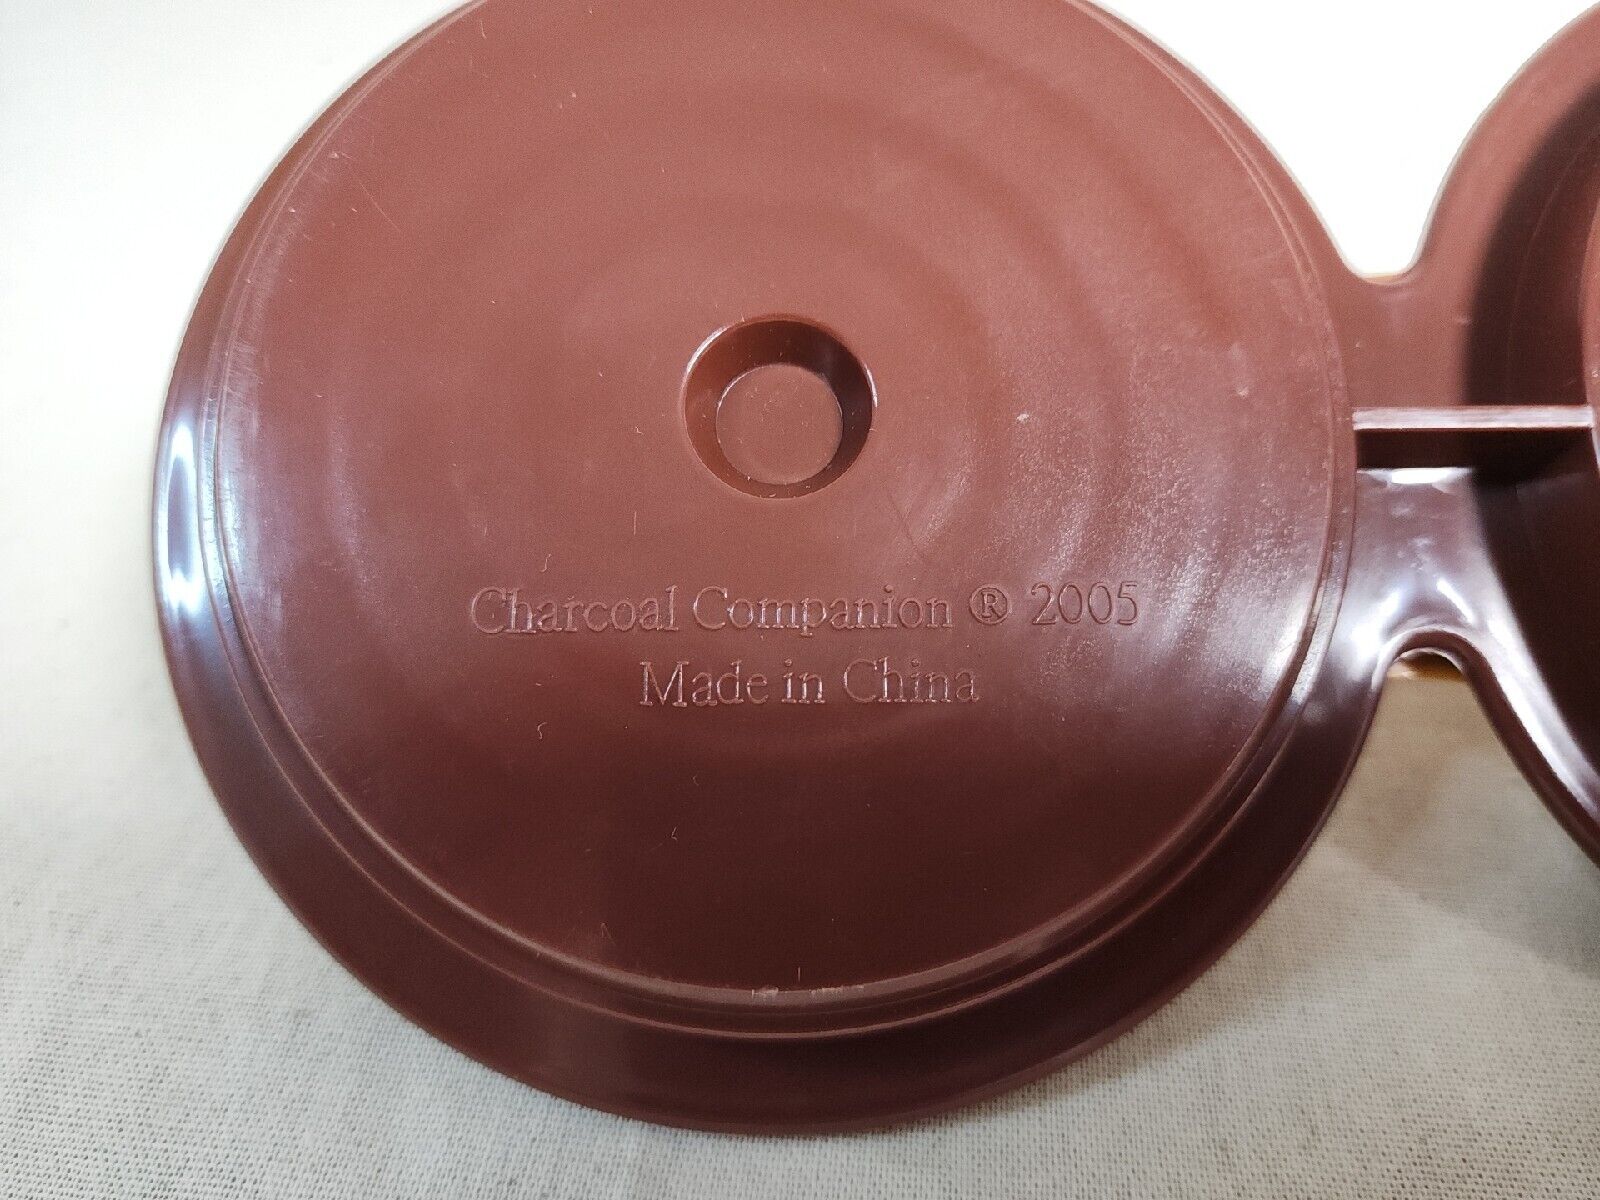 Charcoal Companion ® 2005
Made in China